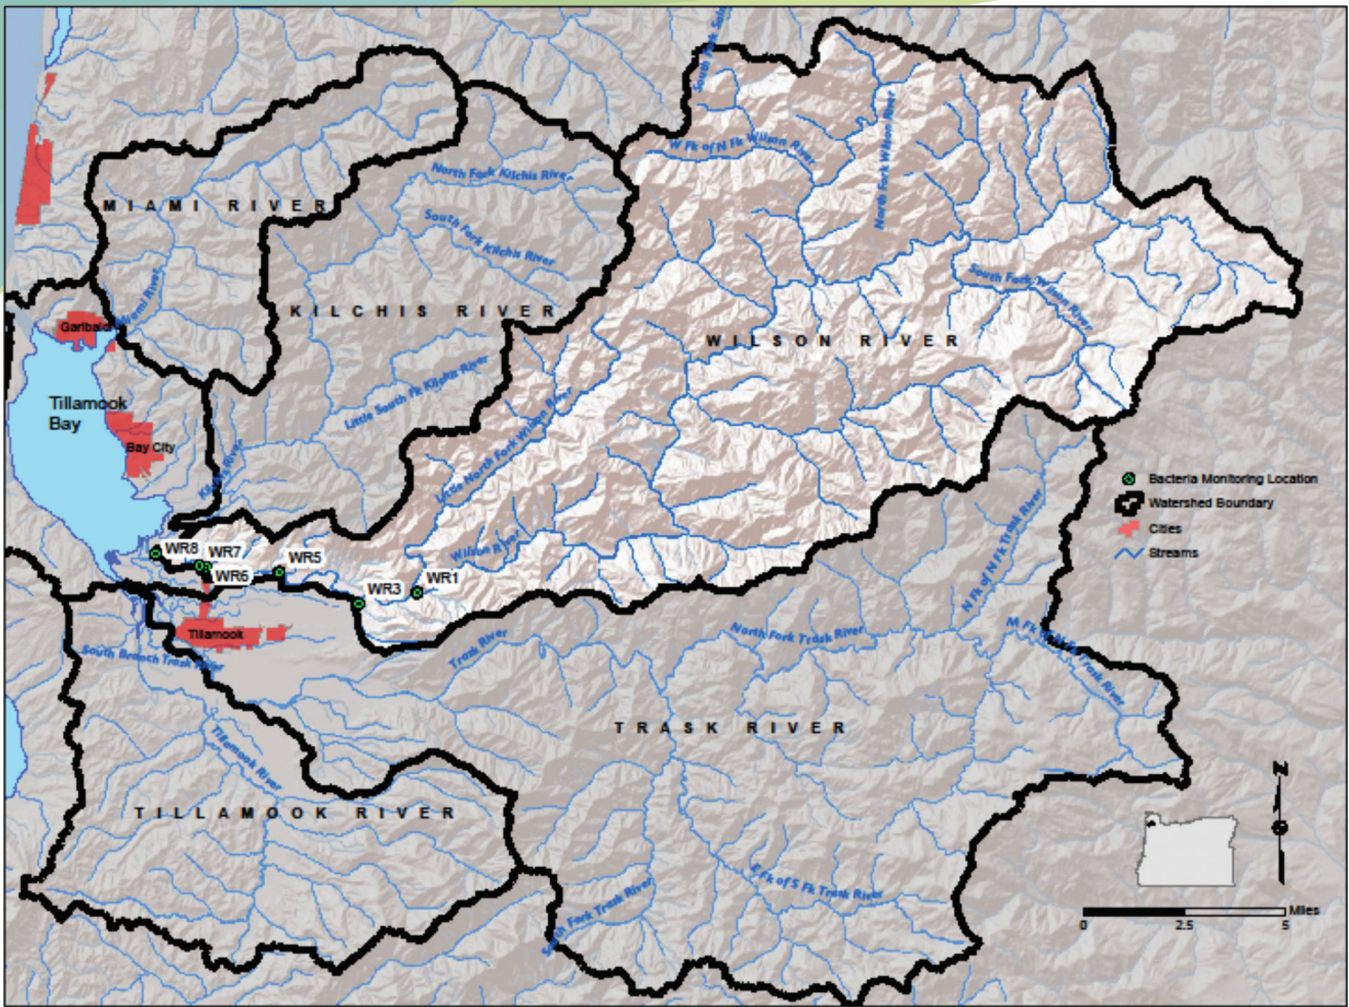 W Fk of N Fk Wilson River
North Fork Wilson River
North Fork Kilchis River
MIAMI RIVER
South Fork Kilchis River
South Fork Wilson River
Miami River
KILCHIS RIVER
Garibaldi
WILSON RIVER
Little South Fk Kilchis River
Tillamook
Bay
Little North Fork Wilson River
Bay City
Kilchis River
Bacteria Monitoring Location
Watershed Boundary
Cities
Streams
WR8
WR7
WR5
Wilson River
WR6
WR3
WR1
N Fk of N Fk Trask River
Tillamook
North Fork Trask River
Trask River
South Branch Trask River
TRASK RIVER
Tillamook River
N
TILLAMOOK RIVER
E Fk of S Fk Trask River
South Fork Trask River
Miles
0 2.5 5